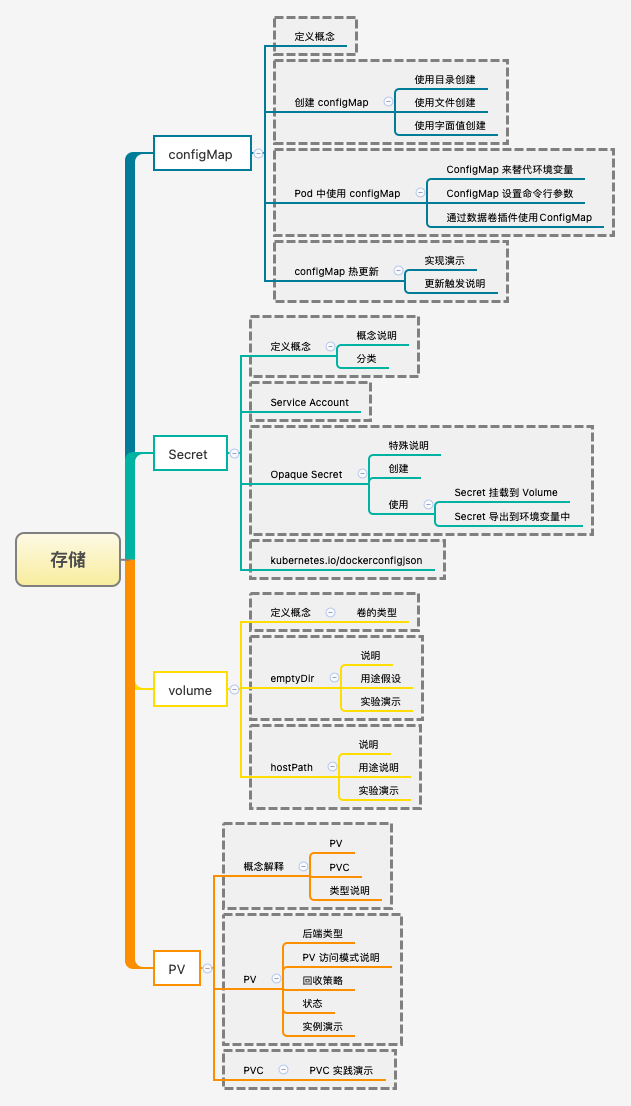 存储
configMap
定义概念
创建 configMap
使用目录创建
使用文件创建
使用字面值创建
Pod 中使用 configMap
ConfigMap 来替代环境变量
ConfigMap 设置命令行参数
通过数据卷插件使用ConfigMap
configMap 热更新
实现演示
更新触发说明
Secret
定义概念
概念说明
分类
Service Account
Opaque Secret
特殊说明
创建
使用
Secret 挂载到 Volume
Secret 导出到环境变量中
kubernetes.io/dockerconfigjson
volume
定义概念
卷的类型
emptyDir
说明
用途假设
实验演示
hostPath
说明
用途说明
实验演示
PV
概念解释
PV
PVC
类型说明
PV
后端类型
PV 访问模式说明
回收策略
状态
实例演示
PVC
PVC 实践演示